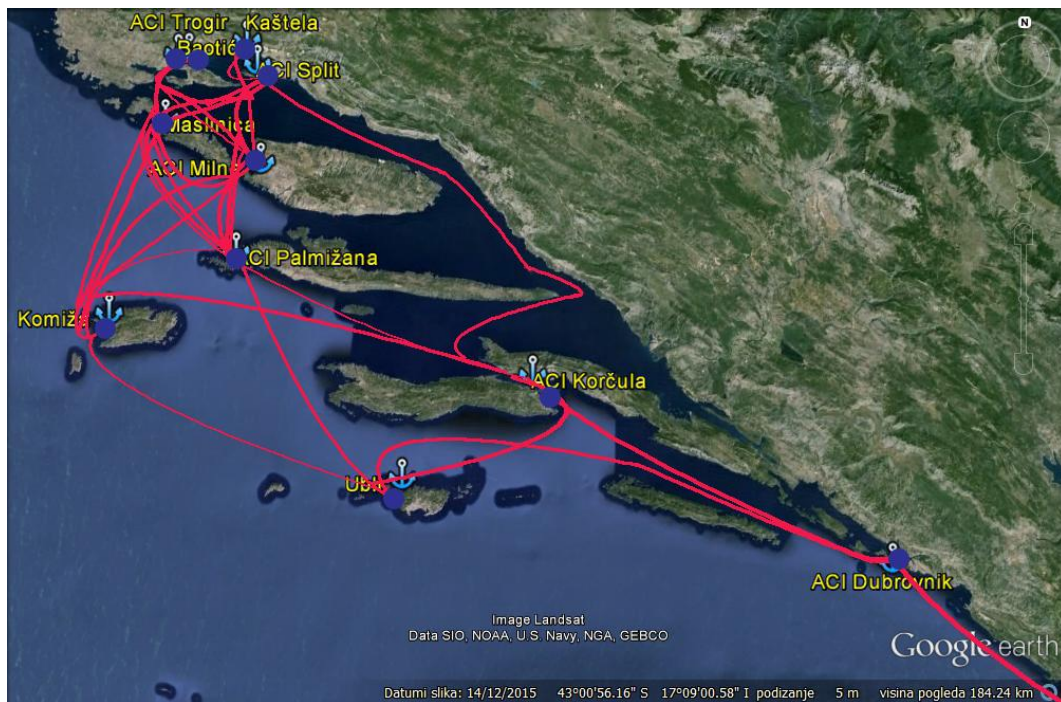 ACI Trogir Kaštela
Baotić
ACI Split
Maslinica
ACI Milna
ACI Palmižana
Komiža
ACI Korčula
Ubli
ACI Dubrovnik
Image Landsat
Data SIO, NOAA, U.S. Navy, NGA, GEBCO
Google earth
Datumi slika: 14/12/2015 43°00'56.16" S 17°09'00.58" I podizanje 5 m visina pogleda 184.24 km
N